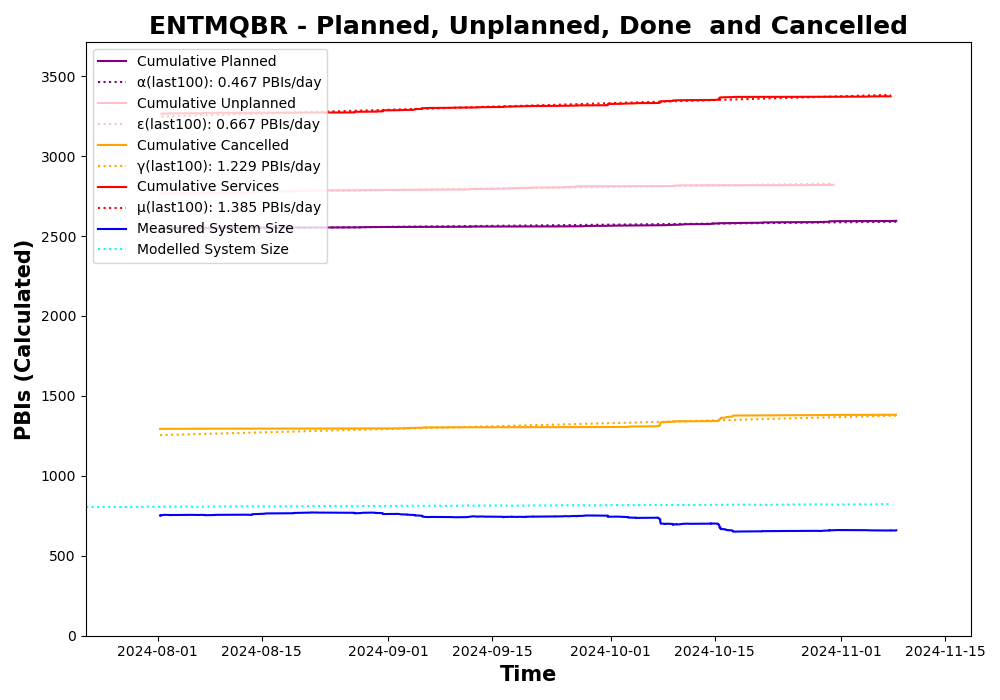 ENTMQBR - Planned, Unplanned, Done  and Cancelled
PBIs (Calculated)
3500
3000
2500
2000
1500
1000
500
0
Cumulative Planned
α(last100): 0.467 PBIs/day
Cumulative Unplanned
ε(last100): 0.667 PBIs/day
Cumulative Cancelled
γ(last100): 1.229 PBIs/day
Cumulative Services
μ(last100): 1.385 PBIs/day
Measured System Size
Modelled System Size
2024-08-01 2024-08-15 2024-09-01 2024-09-15 2024-10-01 2024-10-15 2024-11-01 2024-11-15
Time